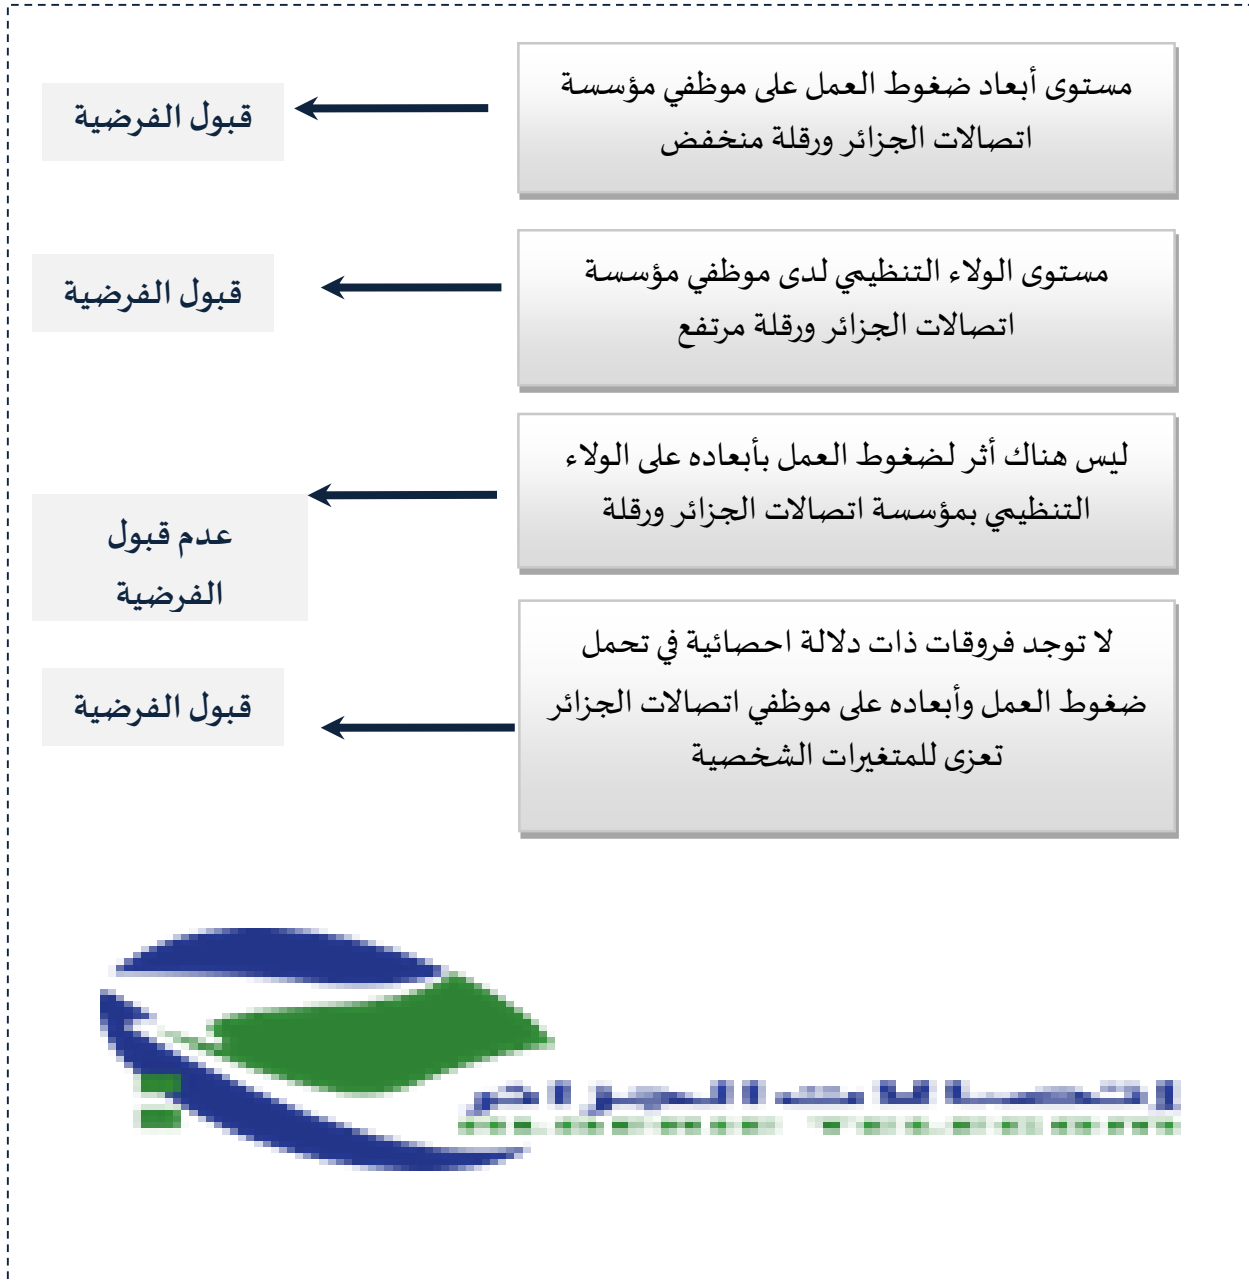 مستوى أبعاد ضغوط العمل على موظفي مؤسسة
اتصالات الجزائر ورقلة منخفض
قبول الفرضية
مستوى الولاء التنظيمي لدى موظفي مؤسسة
اتصالات الجزائر ورقلة مرتفع
قبول الفرضية
ليس هناك أثر لضغوط العمل بأبعاده على الولاء
التنظيمي بمؤسسة اتصالات الجزائر ورقلة
عدم قبول
الفرضية
لا توجد فروقات ذات دلالة احصائية في تحمل
ضغوط العمل وأبعاده على موظفي اتصالات الجزائر
تعزى للمتغيرات الشخصية
قبول الفرضية
إتصالات الجزائر